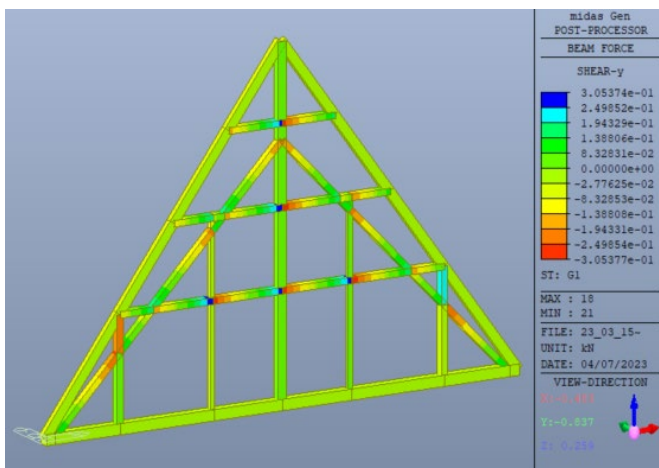 midas Gen
POST-PROCESSOR
BEAM FORCE
SHEAR-y
3.05374e-01
2.49852e-01
1.94329e-01
1.38806e-01
8.32831e-02
0.00000e+00
-2.77625e-02
-8.32853e-02
-1.38808e-01
-1.94331e-01
-2.49854e-01
-3.05377e-01
ST: G1
MAX : 18
MIN : 21
FILE: 23_03_15-
UNIT: kN
DATE: 04/07/2023
VIEW-DIRECTION
Y:-0.837
Z: 0.259